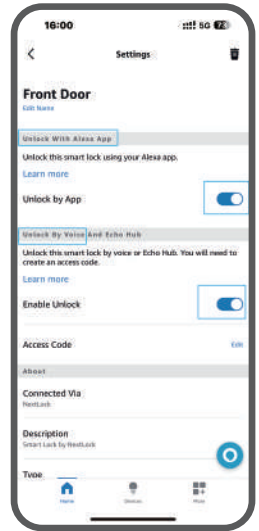 16:00
5G 73
Settings
Front Door
Edit Name
Unlock With Alexa App
Unlock this smart lock using your Alexa app.
Learn more
Unlock by App
Unlock By Voice And Echo Hub
Unlock this smart lock by voice or Echo Hub. You will need to
create an access code.
Learn more
Enable Unlock
Access Code
Edit
About
Connected Via
NextLock
Description
Smart Lock by NextLock
Type
Home
Devices
More